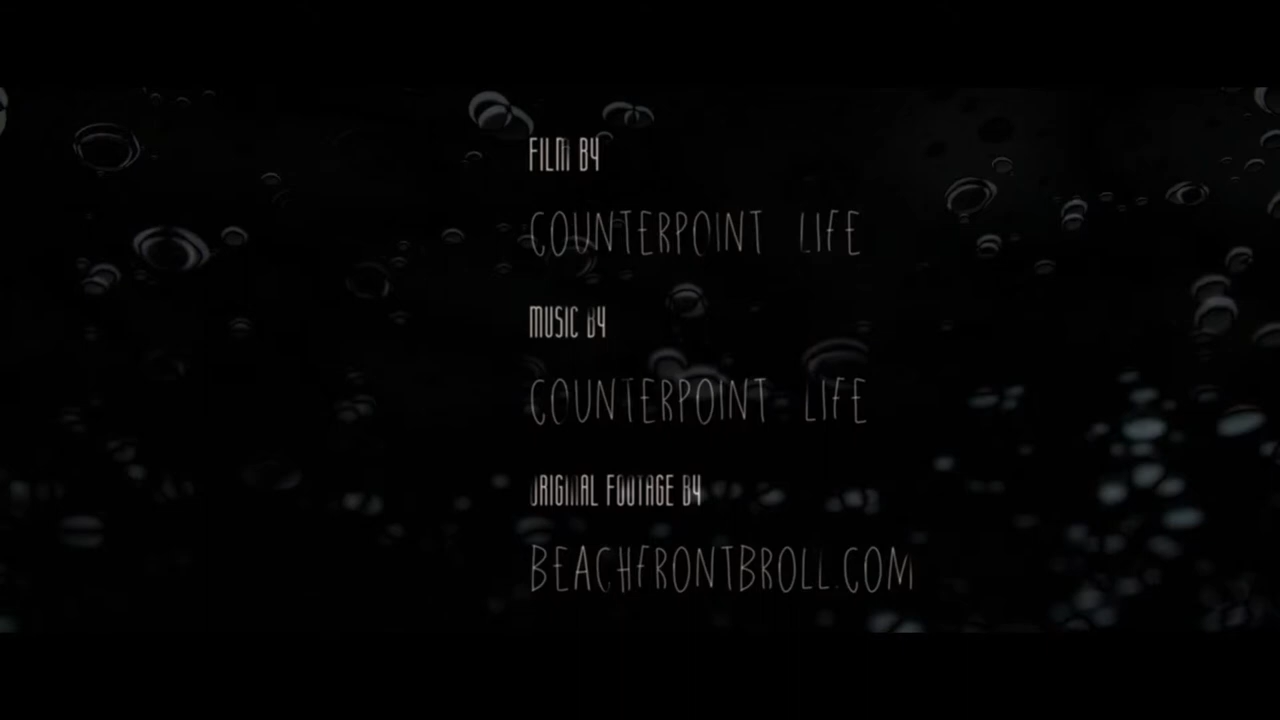 FILM BY
COUNTERPOINT LIFE
MUSIC BY
COUNTERPOINT LIFE
ORIGINAL FOOTAGE BY
BEACHFRONTBROLL.COM